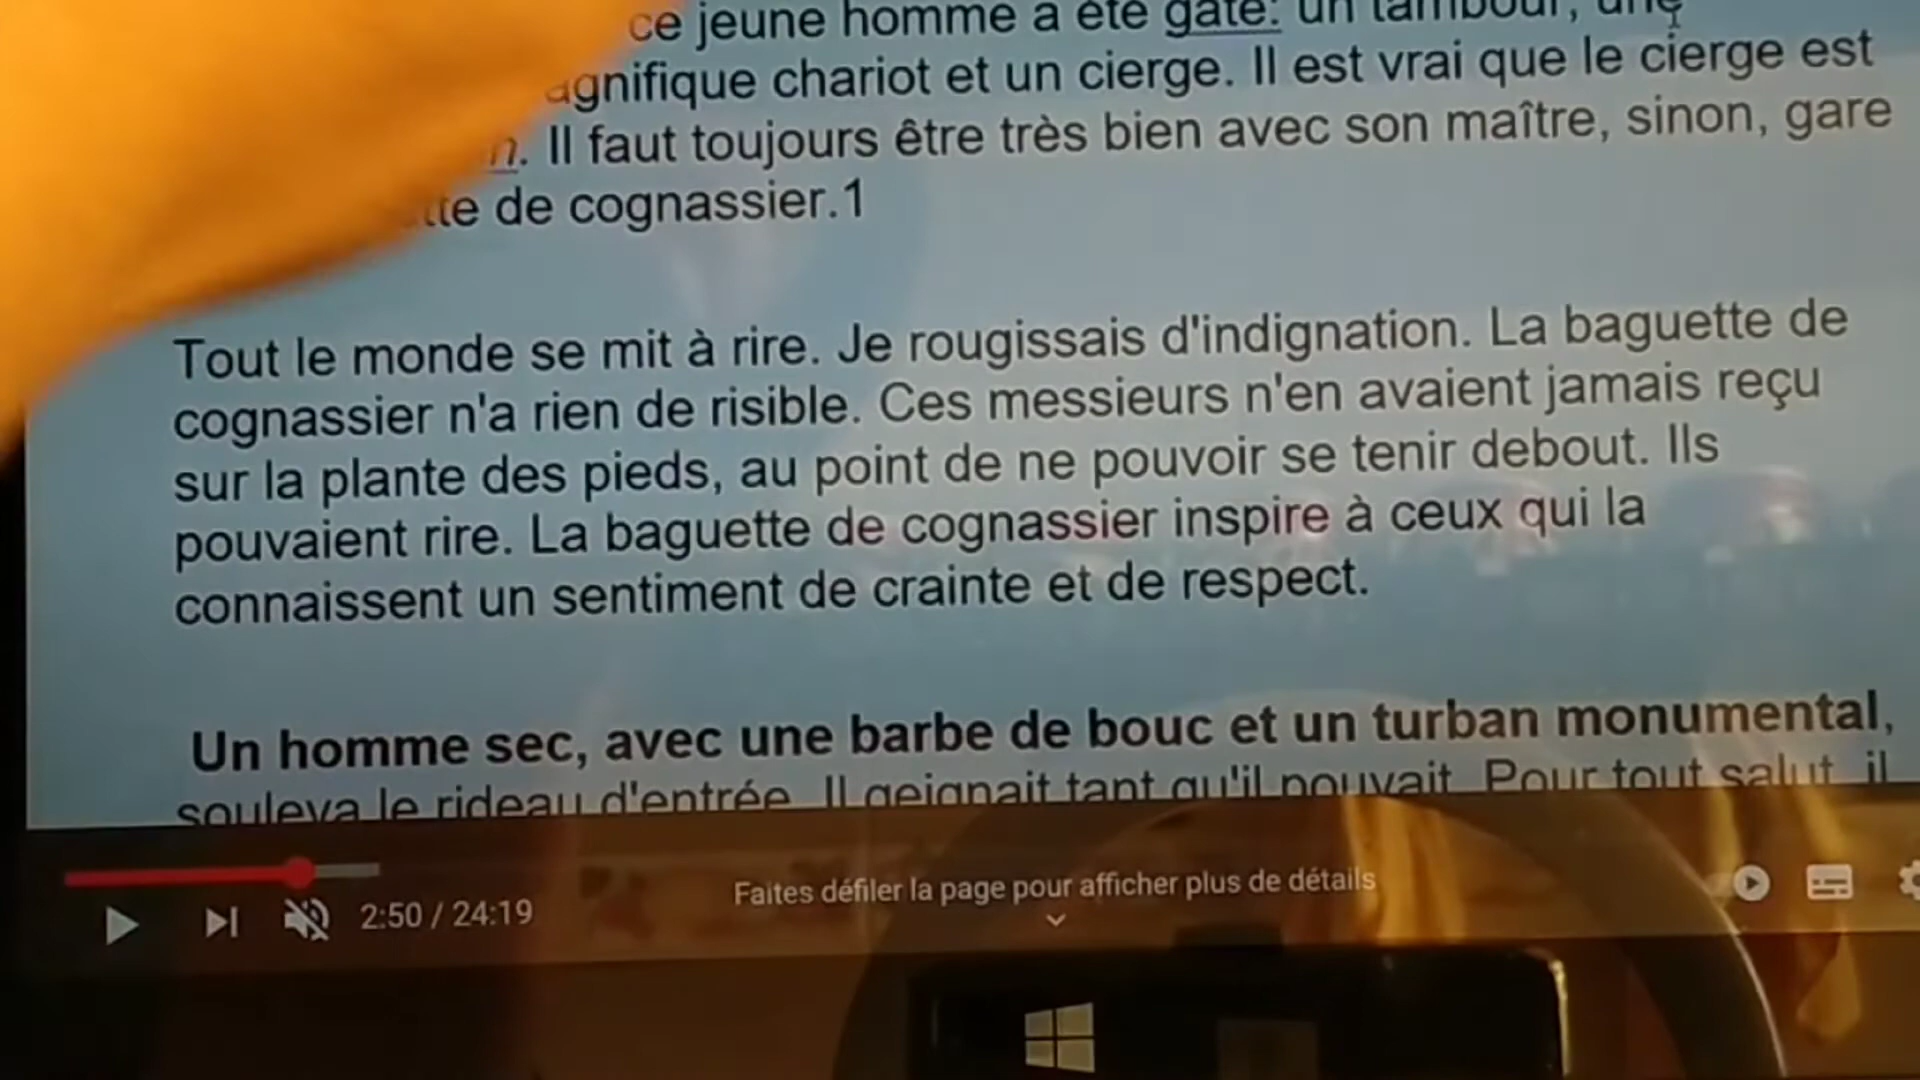 ce jeune homme a été gâté: un tambour, une
agnifique chariot et un cierge. Il est vrai que le cierge est
n. Il faut toujours être très bien avec son maître, sinon, gare
tte de cognassier.1
Tout le monde se mit à rire. Je rougissais d'indignation. La baguette de
cognassier n'a rien de risible. Ces messieurs n'en avaient jamais reçu
sur la plante des pieds, au point de ne pouvoir se tenir debout. Ils
pouvaient rire. La baguette de cognassier inspire à ceux qui la
connaissent un sentiment de crainte et de respect.
Un homme sec, avec une barbe de bouc et un turban monumental,
souleva le rideau d'entrée. Il geignait tant qu'il pouvait. Pour tout salut, il
Faites défiler la page pour afficher plus de détails
2:50 / 24:19